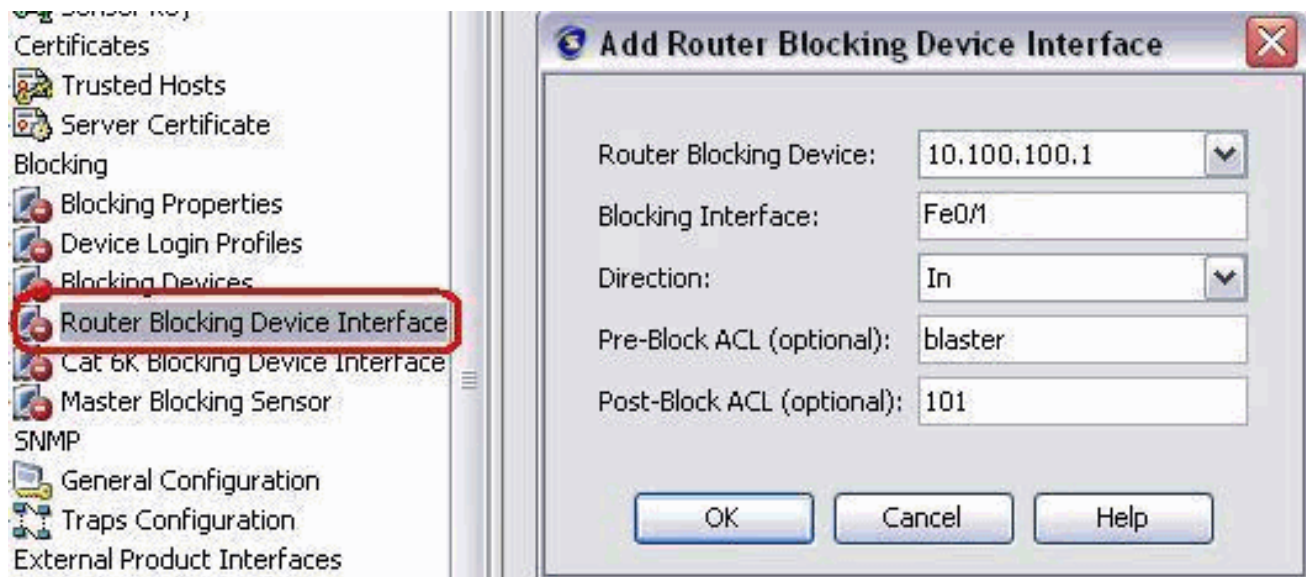 Sensor Key
Certificates
Trusted Hosts
Server Certificate
Blocking
Blocking Properties
Device Login Profiles
Blocking Devices
Router Blocking Device Interface
Cat 6K Blocking Device Interface
Master Blocking Sensor
SNMP
General Configuration
Traps Configuration
External Product Interfaces
Add Router Blocking Device Interface
Router Blocking Device: 10.100.100.1
Blocking Interface: Fe0/1
Direction: In
Pre-Block ACL (optional): blaster
Post-Block ACL (optional): 101
OK Cancel Help